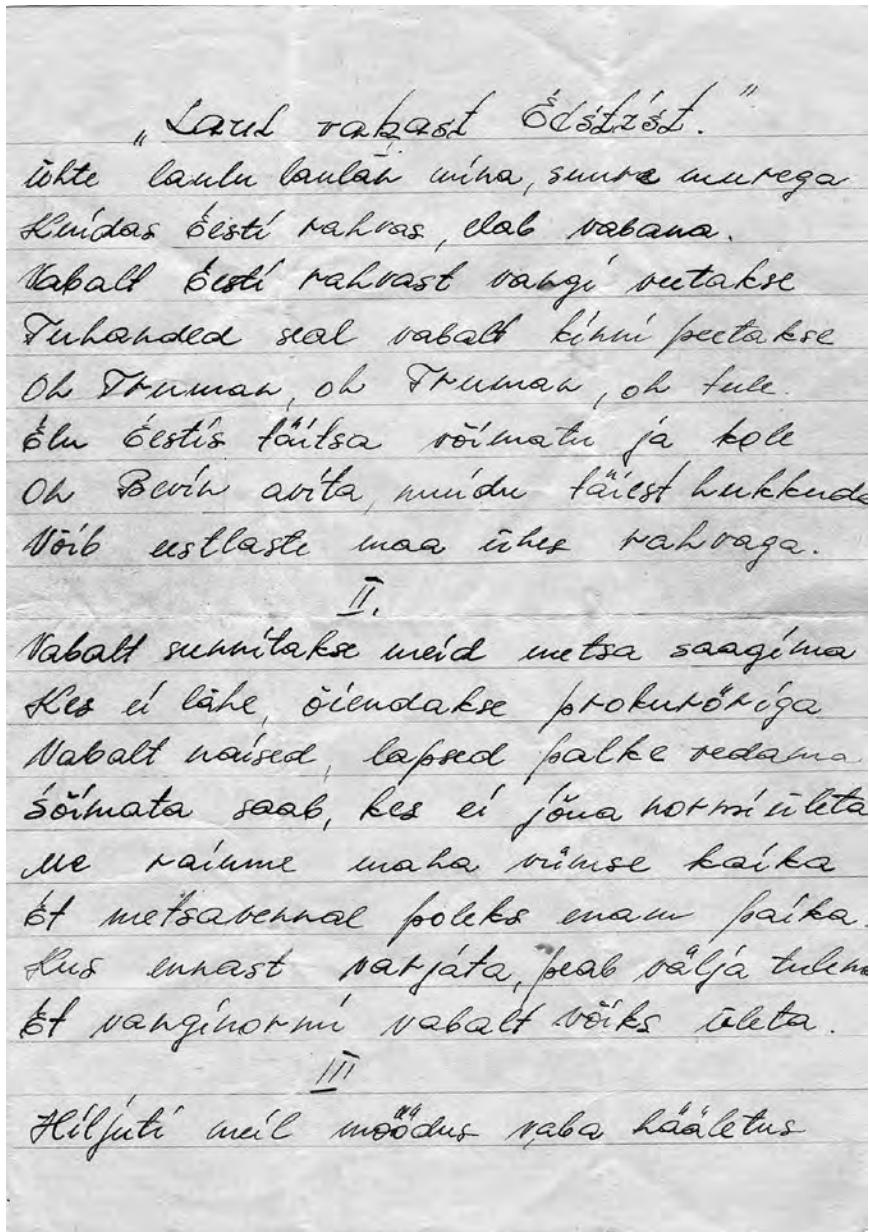 „Laul vabast Eestist."
ühte laulu laulan mina, suure murega
Kuidas Eesti rahvas, elab vabana.
Vabalt Eesti rahvast vangi veetakse
Tuhanded seal vabalt kinni peetakse
Oh Truman, oh Truman, oh tule.
Elu Eestis täitsa võimatu ja kole
Oh Bevin avita, muidu täiest hukkuda
Võib eestlaste maa ühes rahvaga.
II.
Vabalt sunnitakse meid metsa saagima
Kes ei lähe, õiendakse prokuröriga
Vabalt naised, lapsed palke vedama
Sõimata saab, kes ei jõua normi ületa
Me raiume maha viimse kaika
Et metsavennal poleks enam paika.
Kus ennast varjata, peab välja tulema
Et vanginormi vabalt võiks ületa.
III
Hiljuti meil möödus vaba hääletus